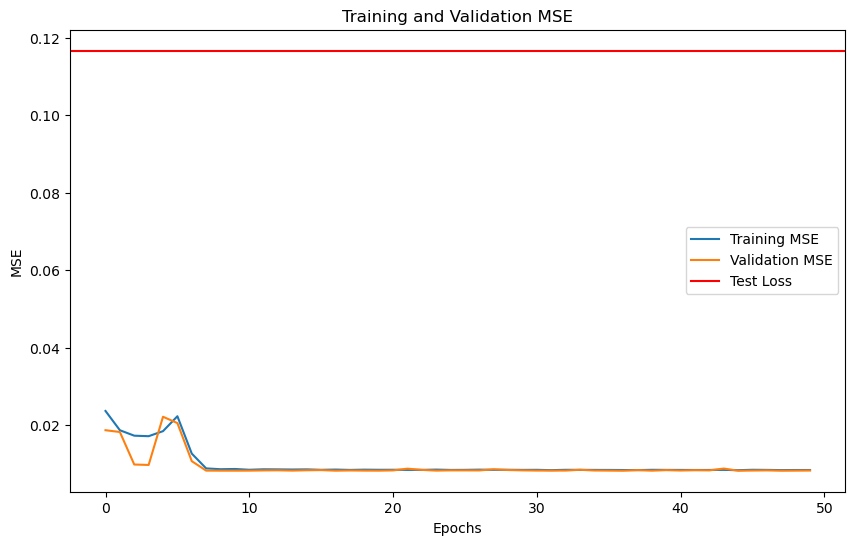 Training and Validation MSE
0.12
0.10
0.08
0.06
0.04
0.02
MSE
Training MSE
Validation MSE
Test Loss
0
10
20
30
40
50
Epochs